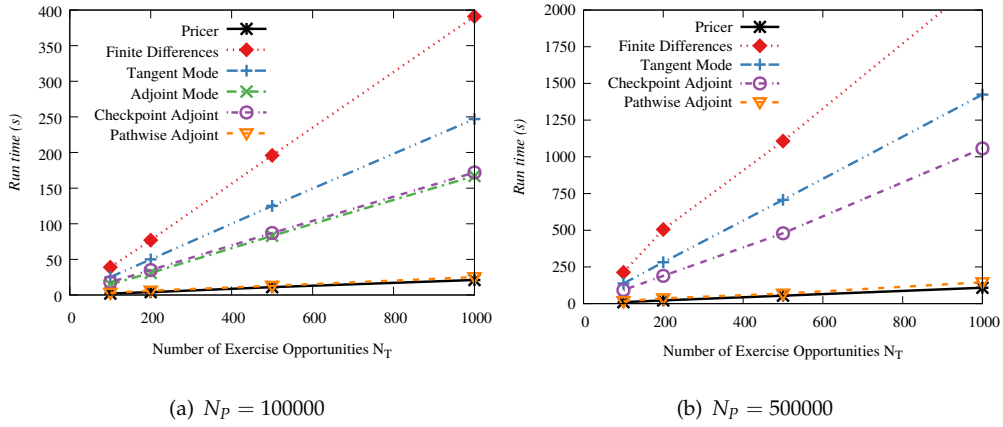 400
350
300
250
200
150
100
50
0
Run time (s)
Pricer
Finite Differences
Tangent Mode
Adjoint Mode
Checkpoint Adjoint
Pathwise Adjoint
0 200 400 600 800 1000
Number of Exercise Opportunities N_T
(a) N_P = 100000
2000
1750
1500
1250
1000
750
500
250
0
Run time (s)
Pricer
Finite Differences
Tangent Mode
Checkpoint Adjoint
Pathwise Adjoint
0 200 400 600 800 1000
Number of Exercise Opportunities N_T
(b) N_P = 500000